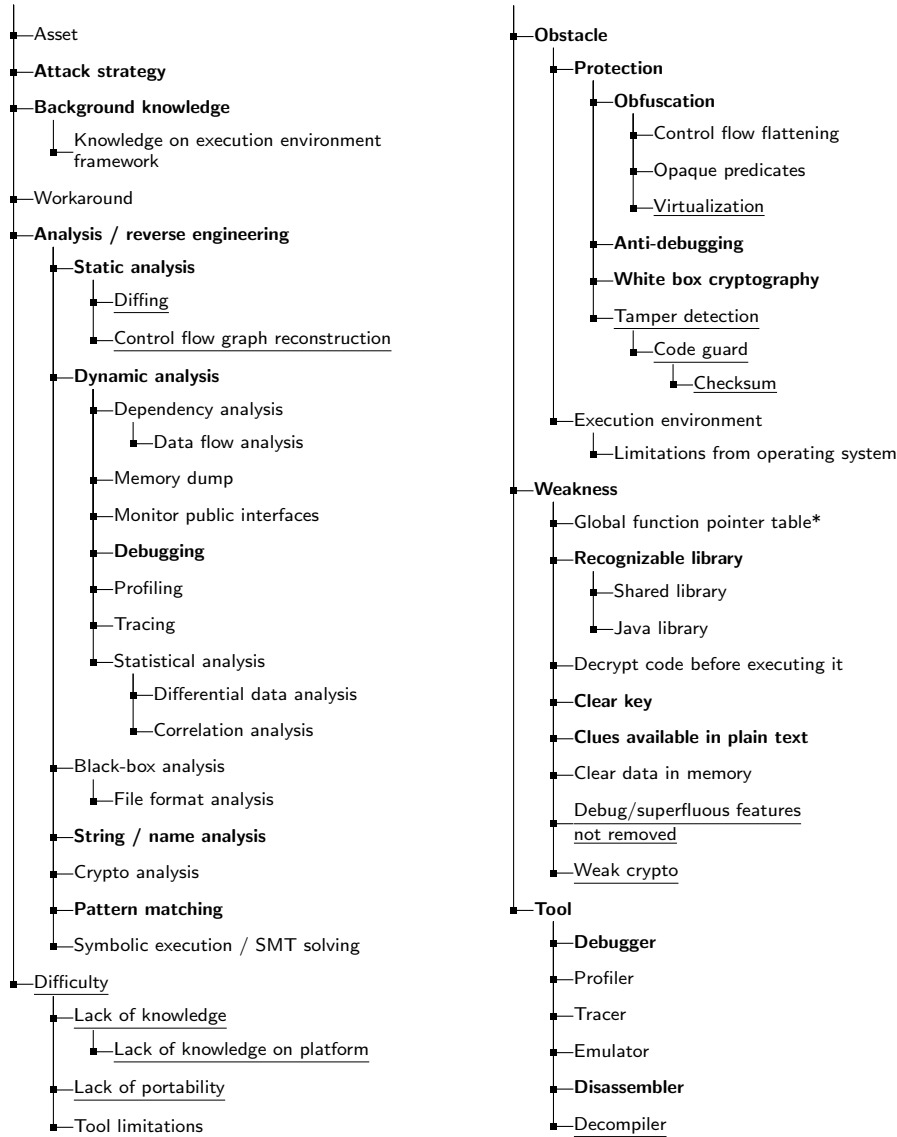 Asset
Attack strategy
Background knowledge
Knowledge on execution environment
framework
Workaround
Analysis / reverse engineering
Static analysis
Diffing
Control flow graph reconstruction
Dynamic analysis
Dependency analysis
Data flow analysis
Memory dump
Monitor public interfaces
Debugging
Profiling
Tracing
Statistical analysis
Differential data analysis
Correlation analysis
Black-box analysis
File format analysis
String / name analysis
Crypto analysis
Pattern matching
Symbolic execution / SMT solving
Difficulty
Lack of knowledge
Lack of knowledge on platform
Lack of portability
Tool limitations
Obstacle
Protection
Obfuscation
Control flow flattening
Opaque predicates
Virtualization
Anti-debugging
White box cryptography
Tamper detection
Code guard
Checksum
Execution environment
Limitations from operating system
Weakness
Global function pointer table*
Recognizable library
Shared library
Java library
Decrypt code before executing it
Clear key
Clues available in plain text
Clear data in memory
Debug/superfluous features
not removed
Weak crypto
Tool
Debugger
Profiler
Tracer
Emulator
Disassembler
Decompiler